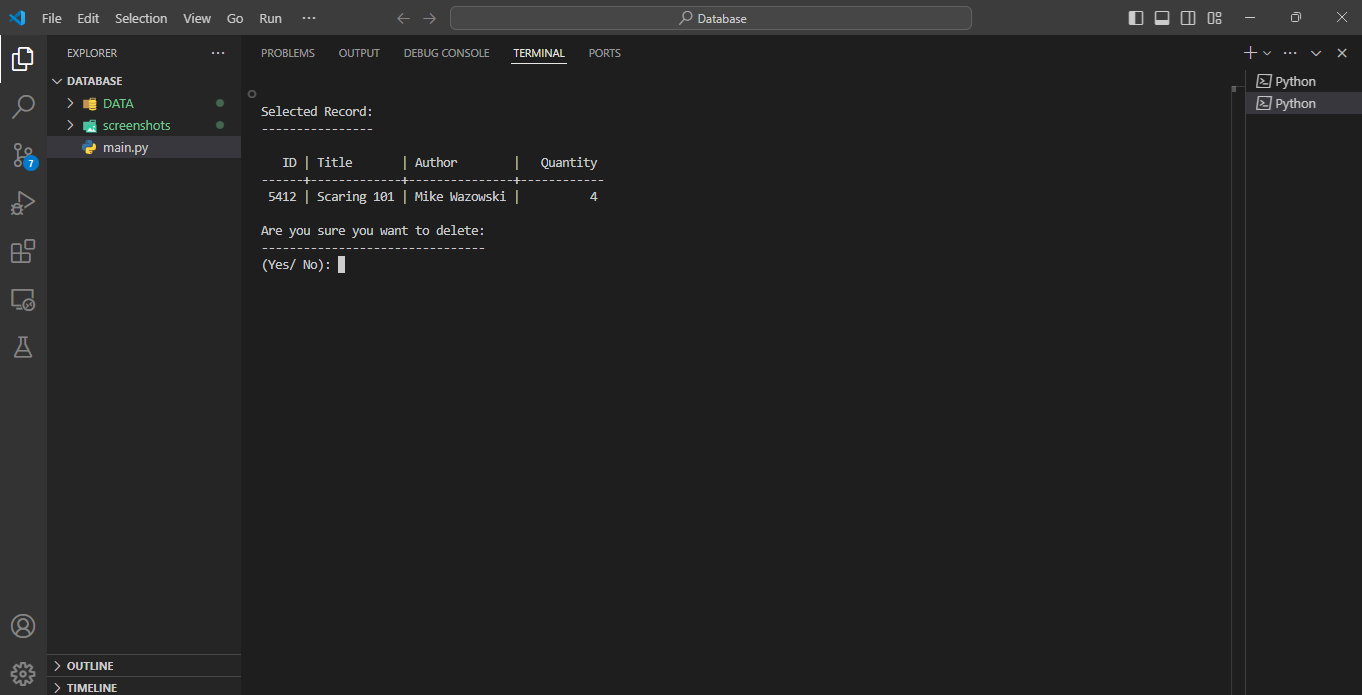 File Edit Selection View Go Run ···
Database
EXPLORER ···
PROBLEMS OUTPUT DEBUG CONSOLE TERMINAL PORTS
DATABASE
DATA
screenshots
main.py
7
Selected Record:
----------------
ID | Title | Author | Quantity
------+-------------+---------------+------------
5412 | Scaring 101 | Mike Wazowski | 4
Are you sure you want to delete:
--------------------------------
(Yes/ No):
Python
Python
OUTLINE
TIMELINE